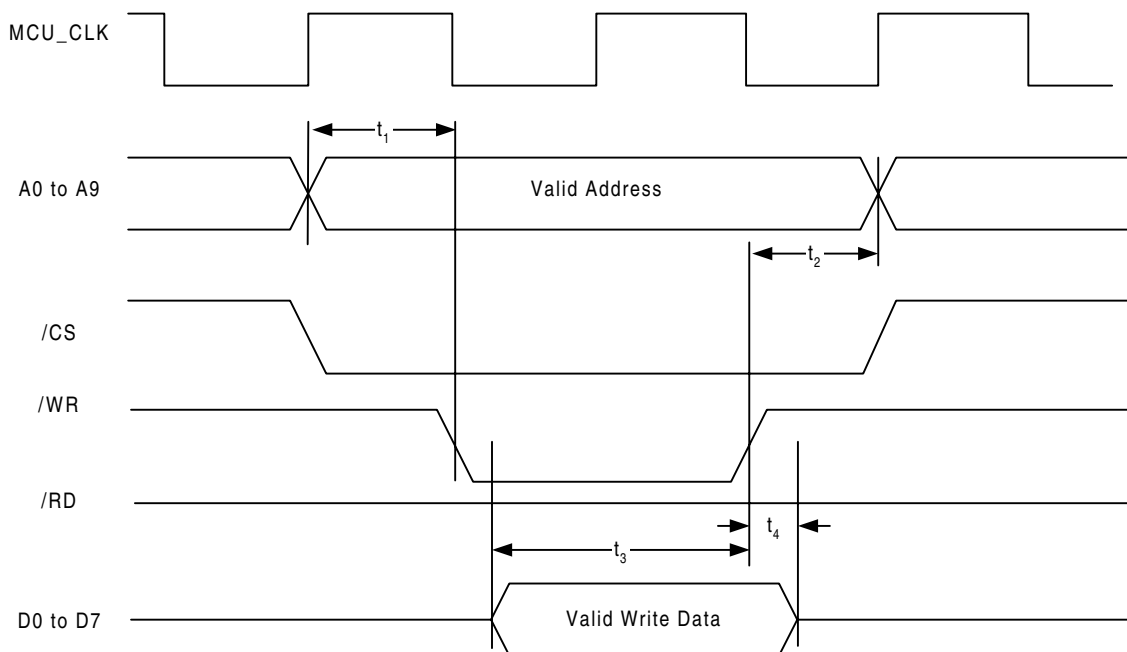 MCU_CLK
t1
A0 to A9
Valid Address
t2
/CS
/WR
/RD
t4
t3
D0 to D7
Valid Write Data